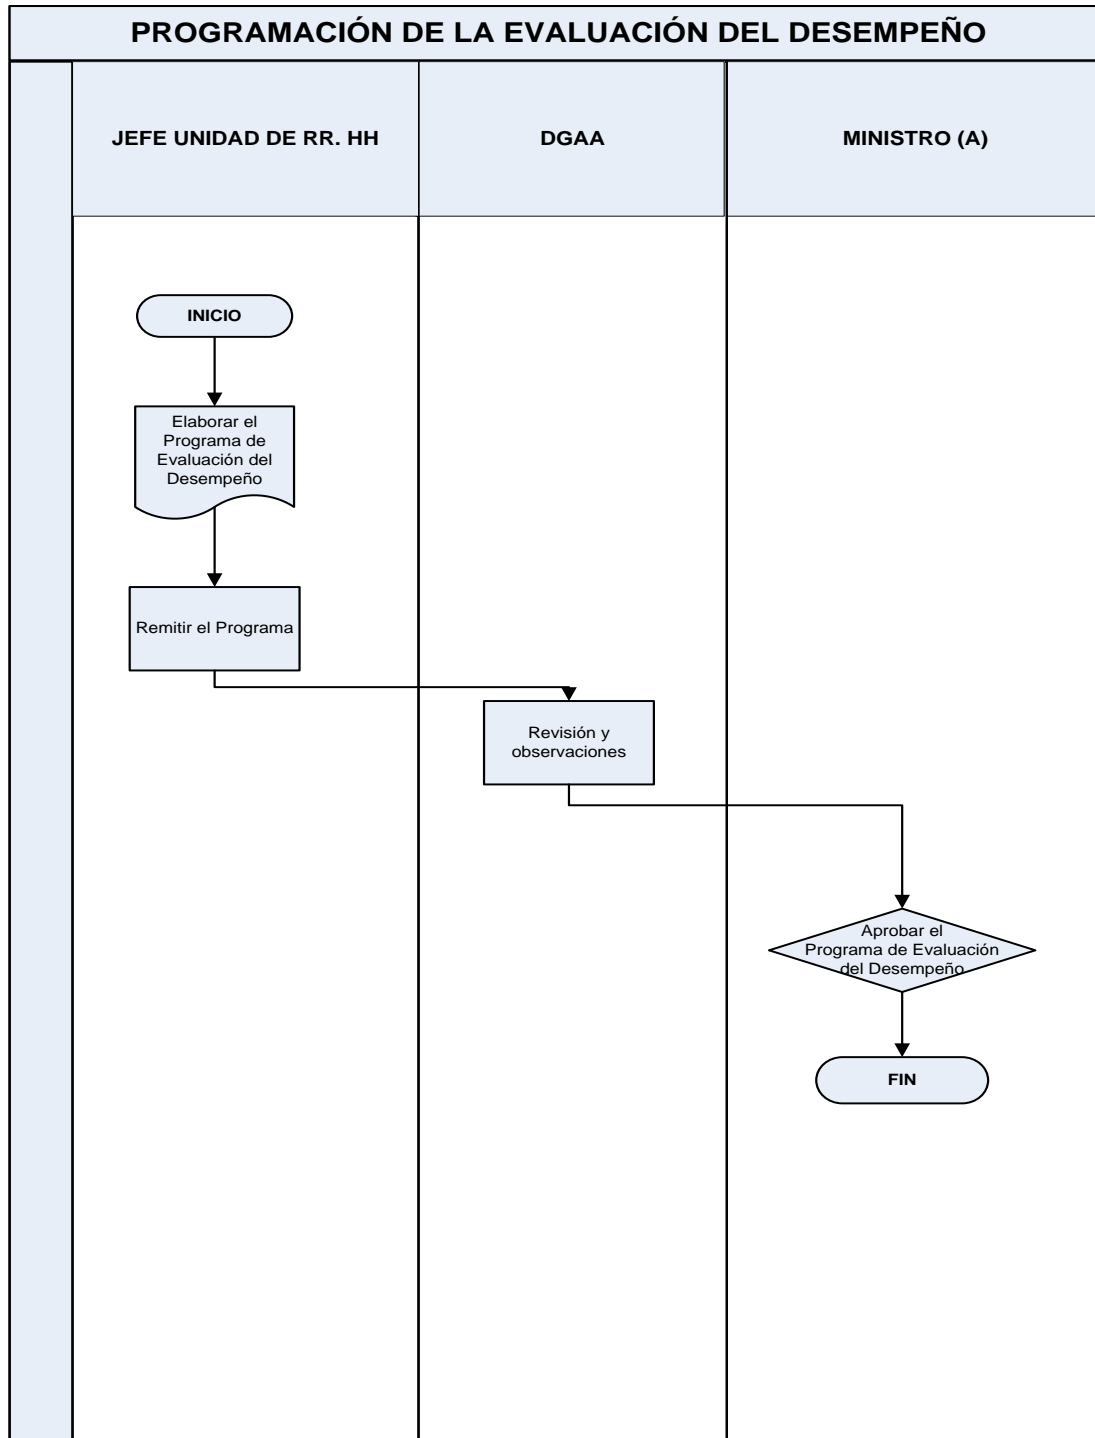 PROGRAMACIÓN DE LA EVALUACIÓN DEL DESEMPEÑO
JEFE UNIDAD DE RR. HH
DGAA
MINISTRO (A)
INICIO
Elaborar el
Programa de
Evaluación del
Desempeño
Remitir el Programa
Revisión y
observaciones
Aprobar el
Programa de Evaluación
del Desempeño
FIN